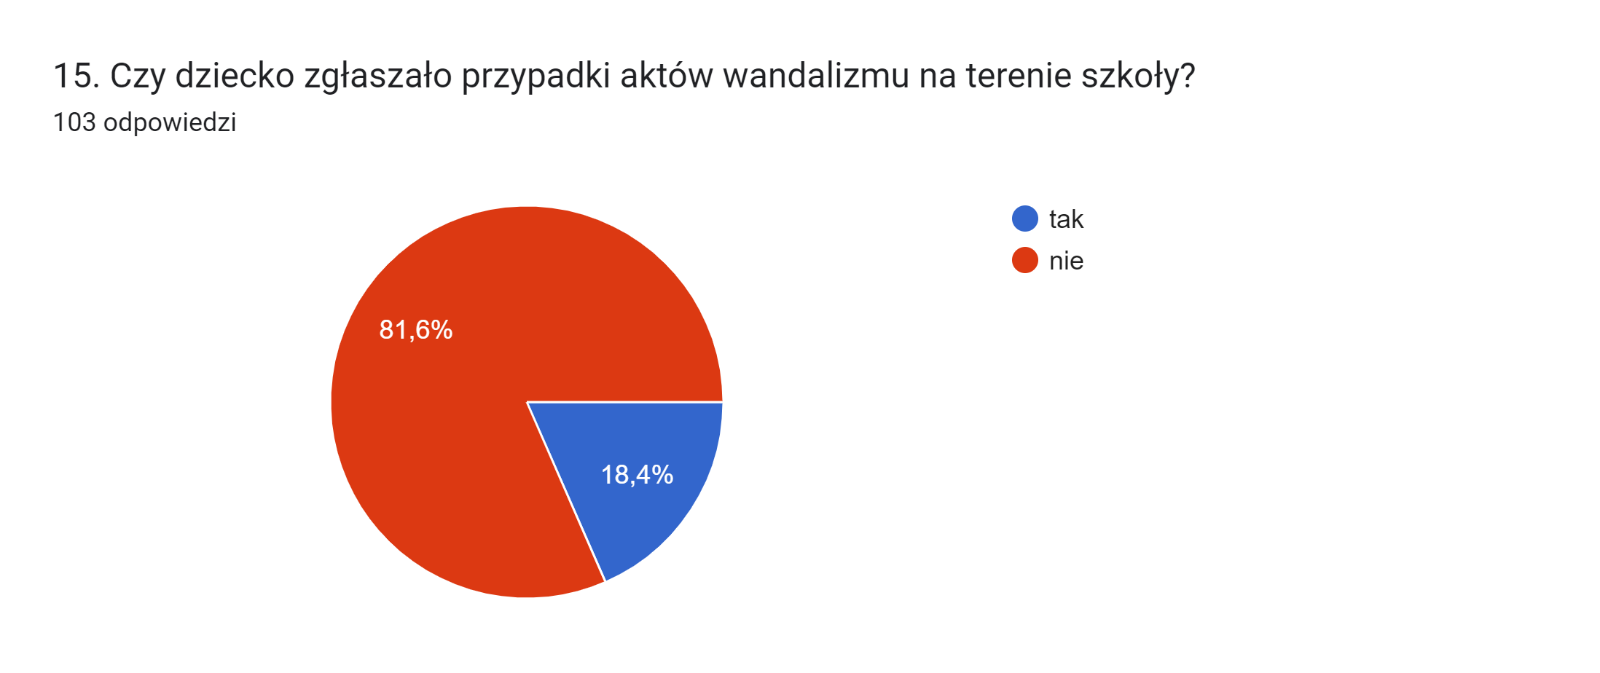 15. Czy dziecko zgłaszało przypadki aktów wandalizmu na terenie szkoły?
103 odpowiedzi
tak
nie
81,6%
18,4%